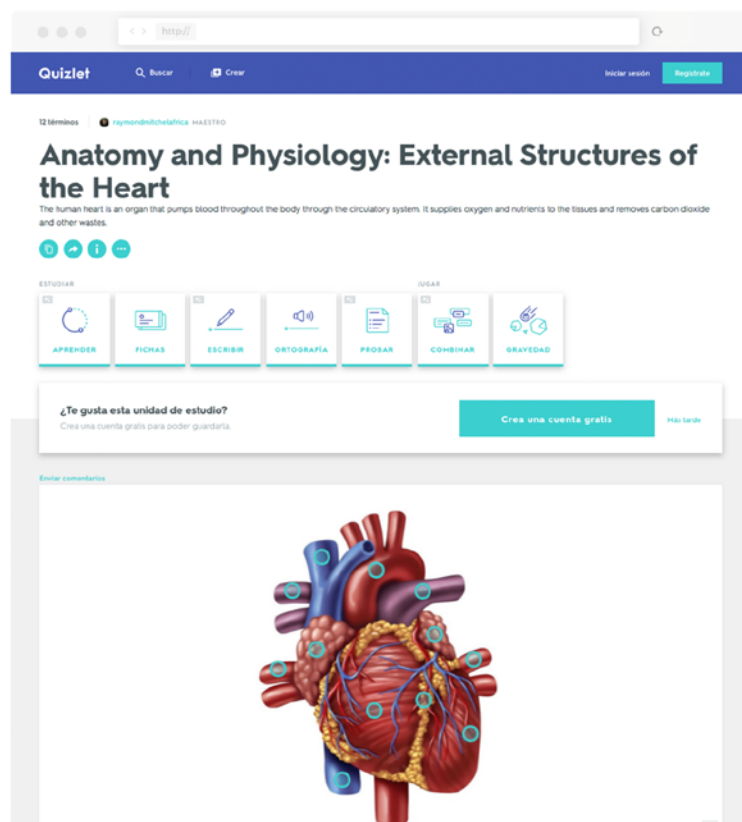 http://
Quizlet Buscar Crear Iniciar sesión Regístrate
12 términos raymondmitchelafrica MAESTRO
Anatomy and Physiology: External Structures of
the Heart
The human heart is an organ that pumps blood throughout the body through the circulatory system. It supplies oxygen and nutrients to the tissues and removes carbon dioxide
and other wastes.
ESTUDIAR JUGAR
APRENDER FICHAS ESCRIBIR ORTOGRAFÍA PROBAR COMBINAR GRAVEDAD
¿Te gusta esta unidad de estudio?
Crea una cuenta gratis para poder guardarla.
Crea una cuenta gratis Más tarde
Enviar comentarios